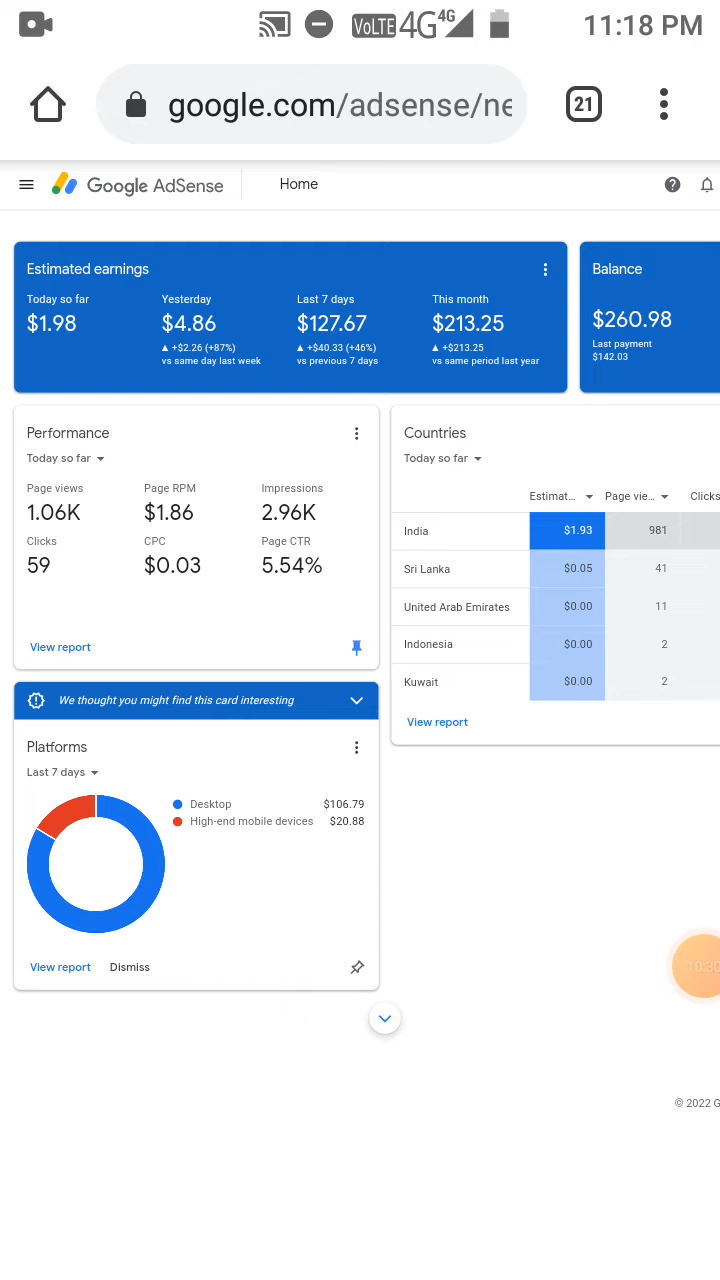 VoLTE 4G 4G 11:18 PM
google.com/adsense/ne
21
Google AdSense Home
Estimated earnings
Today so far Yesterday Last 7 days This month
$1.98 $4.86 $127.67 $213.25
▲ +$2.26 (+87%) ▲ +$40.33 (+46%) ▲ +$213.25
vs same day last week vs previous 7 days vs same period last year
Balance
$260.98
Last payment
$142.03
Performance
Today so far
Page views Page RPM Impressions
1.06K $1.86 2.96K
Clicks CPC Page CTR
59 $0.03 5.54%
View report
Countries
Today so far
Estimat... Page vie... Clicks
India $1.93 981
Sri Lanka $0.05 41
United Arab Emirates $0.00 11
Indonesia $0.00 2
Kuwait $0.00 2
View report
We thought you might find this card interesting
Platforms
Last 7 days
Desktop $106.79
High-end mobile devices $20.88
View report Dismiss
10:30
© 2022 G